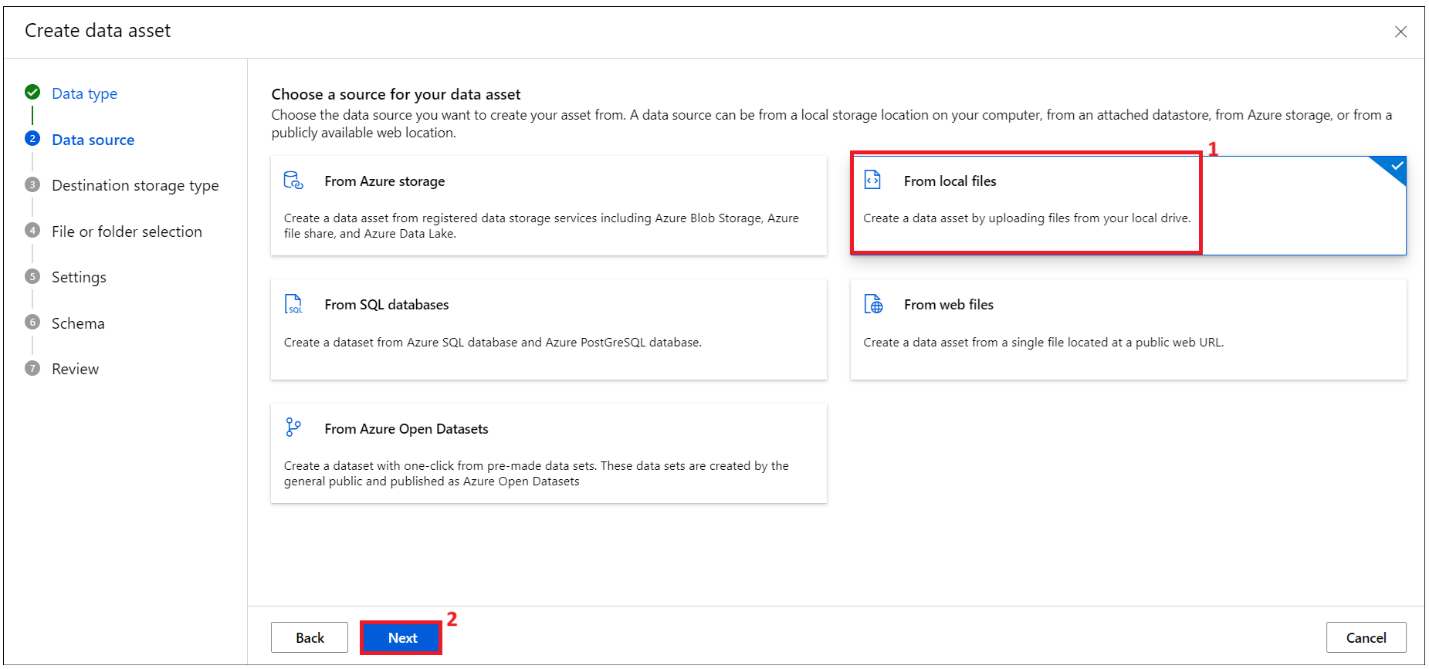 Create data asset
Data type
2 Data source
3 Destination storage type
4 File or folder selection
5 Settings
6 Schema
7 Review
Choose a source for your data asset
Choose the data source you want to create your asset from. A data source can be from a local storage location on your computer, from an attached datastore, from Azure storage, or from a
publicly available web location.
From Azure storage
Create a data asset from registered data storage services including Azure Blob Storage, Azure
file share, and Azure Data Lake.
1
From local files
Create a data asset by uploading files from your local drive.
SQL
From SQL databases
Create a dataset from Azure SQL database and Azure PostGreSQL database.
From web files
Create a data asset from a single file located at a public web URL.
From Azure Open Datasets
Create a dataset with one-click from pre-made data sets. These data sets are created by the
general public and published as Azure Open Datasets
Back
Next
2
Cancel